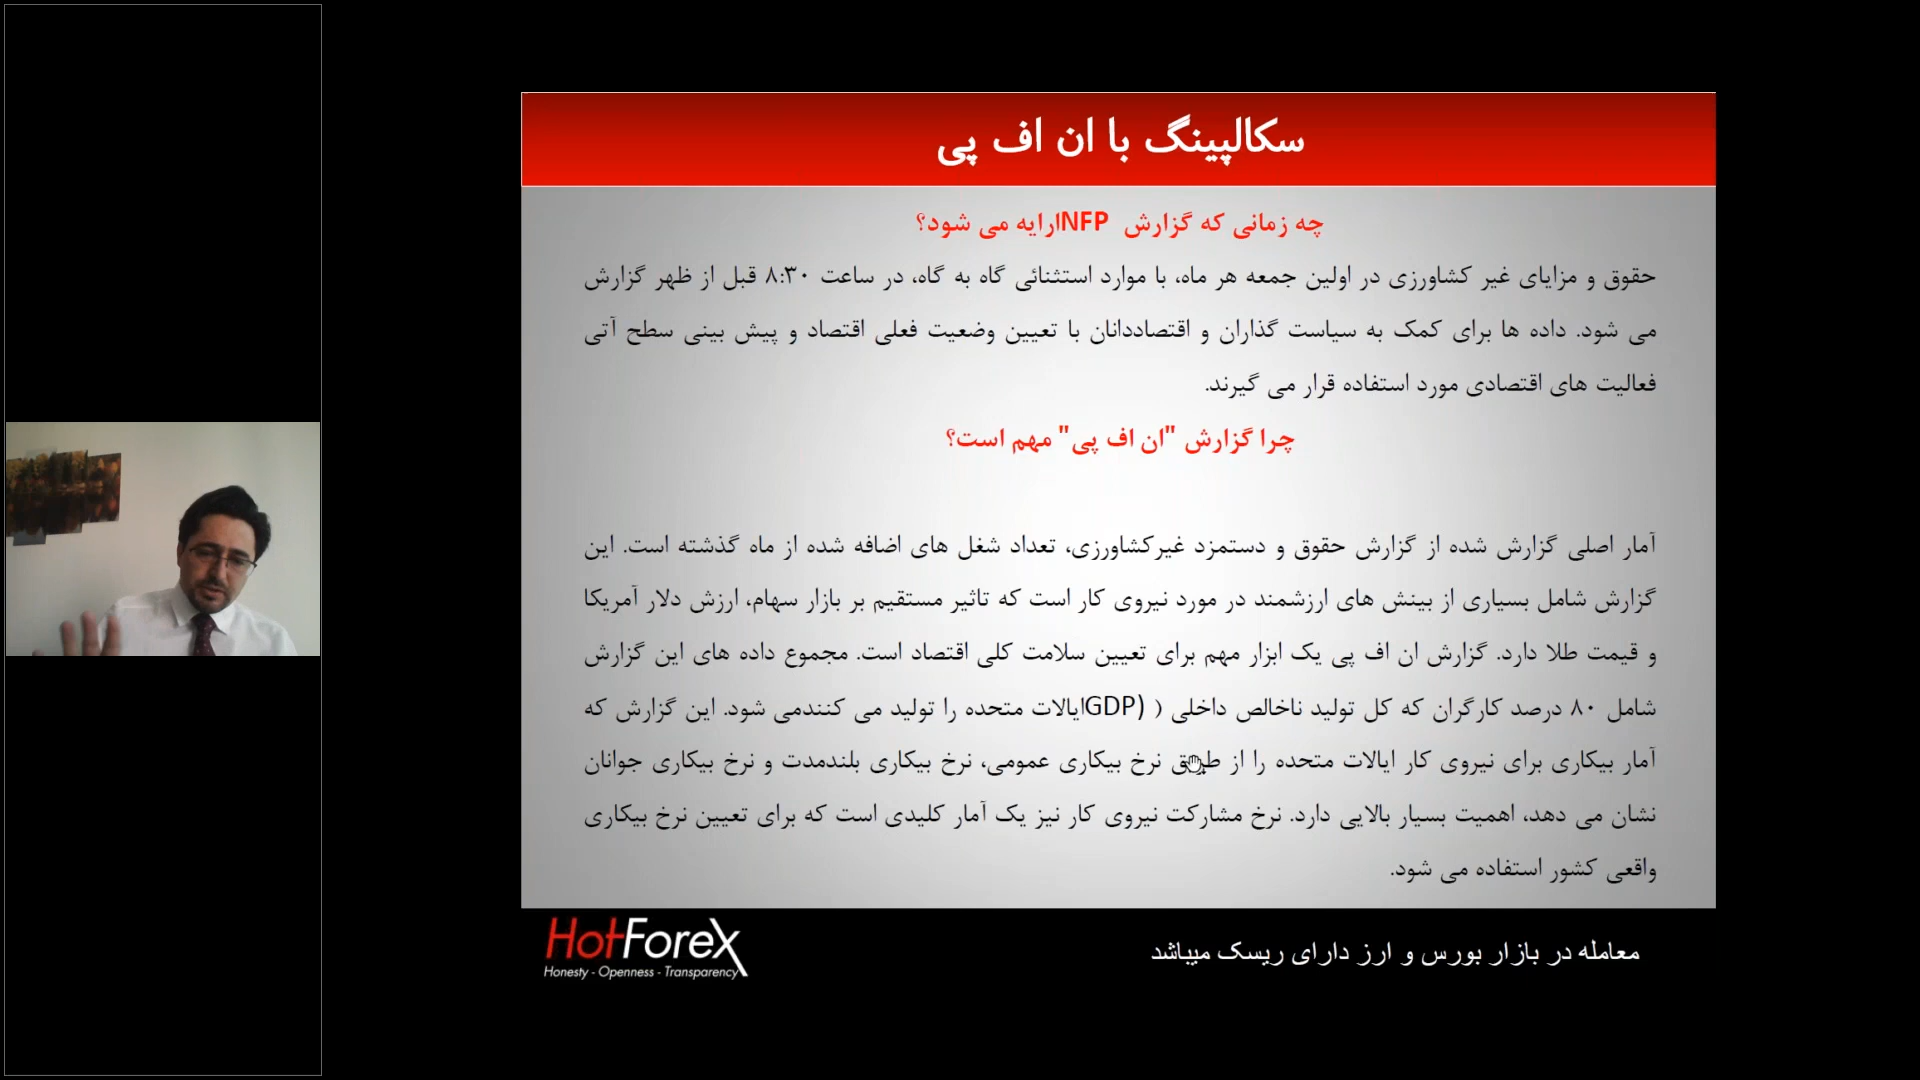 سکالپینگ با ان اف پی
چه زمانی که گزارش NFPارایه می شود؟
حقوق و مزایای غیر کشاورزی در اولین جمعه هر ماه، با موارد استثنائی گاه به گاه، در ساعت ۸:۳۰ قبل از ظهر گزارش
می شود. داده ها برای کمک به سیاست گذاران و اقتصاددانان با تعیین وضعیت فعلی اقتصاد و پیش بینی سطح آتی
فعالیت های اقتصادی مورد استفاده قرار می گیرند.
چرا گزارش "ان اف پی" مهم است؟
آمار اصلی گزارش شده از گزارش حقوق و دستمزد غیرکشاورزی، تعداد شغل های اضافه شده از ماه گذشته است. این
گزارش شامل بسیاری از بینش های ارزشمند در مورد نیروی کار است که تاثیر مستقیم بر بازار سهام، ارزش دلار آمریکا
و قیمت طلا دارد. گزارش ان اف پی یک ابزار مهم برای تعیین سلامت کلی اقتصاد است. مجموع داده های این گزارش
شامل ۸۰ درصد کارگران که کل تولید ناخالص داخلی ( (GDPایالات متحده را تولید می کنندمی شود. این گزارش که
آمار بیکاری برای نیروی کار ایالات متحده را از طریق نرخ بیکاری عمومی، نرخ بیکاری بلندمدت و نرخ بیکاری جوانان
نشان می دهد، اهمیت بسیار بالایی دارد. نرخ مشارکت نیروی کار نیز یک آمار کلیدی است که برای تعیین نرخ بیکاری
واقعی کشور استفاده می شود.
HotForex
Honesty - Openness - Transparency
معامله در بازار بورس و ارز دارای ریسک میباشد